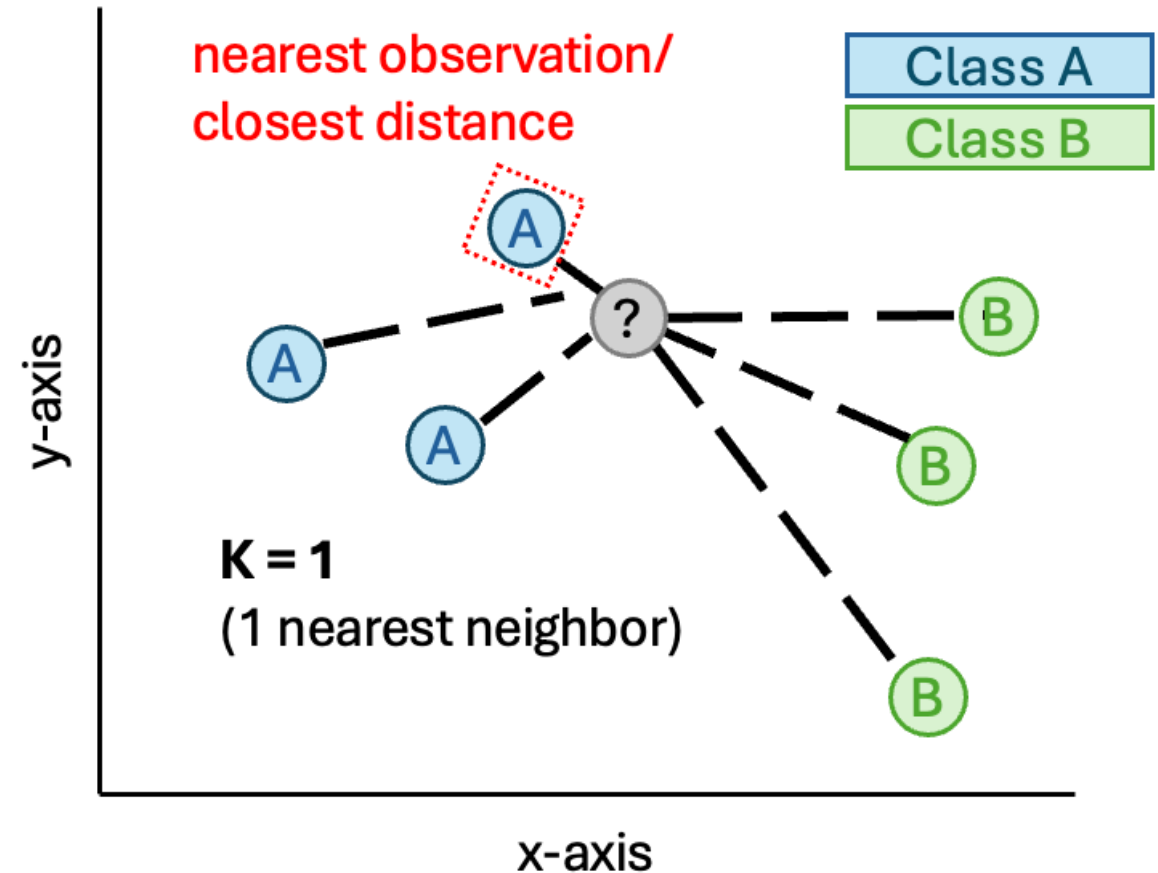 nearest observation/
closest distance
Class A
Class B
A
?
A
B
A
B
K = 1
(1 nearest neighbor)
B
y-axis
x-axis